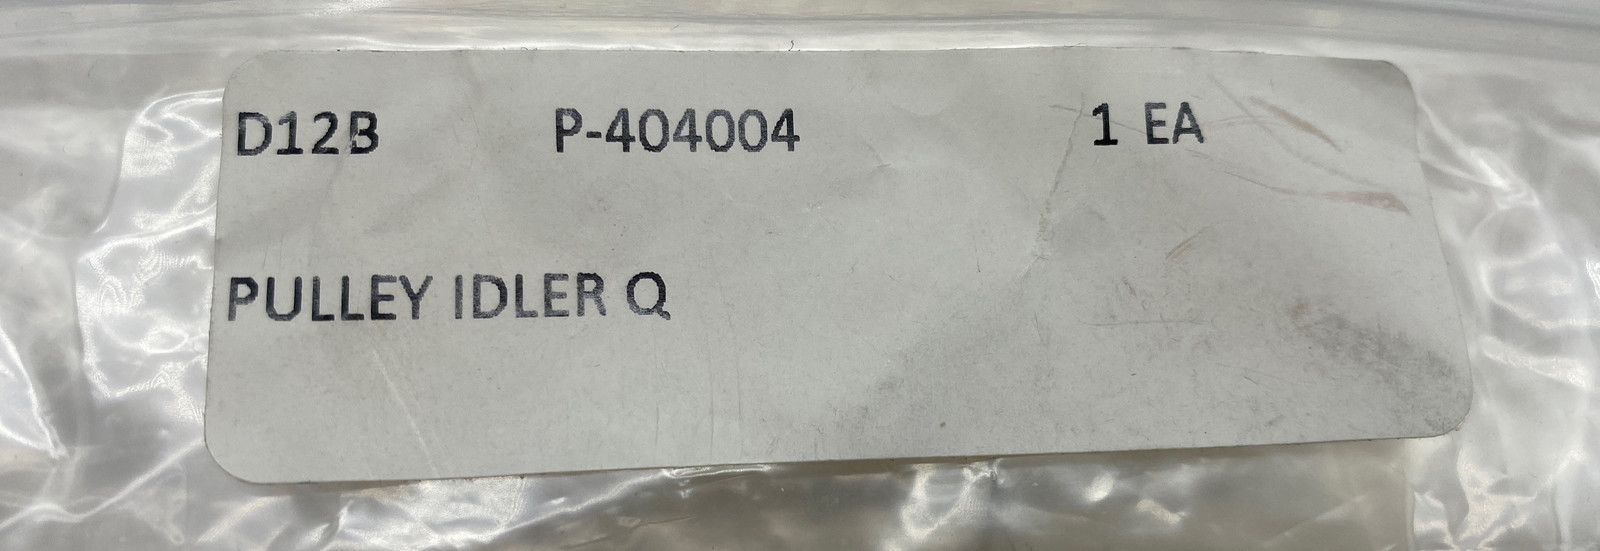 D12B P-404004 1 EA
PULLEY IDLER Q